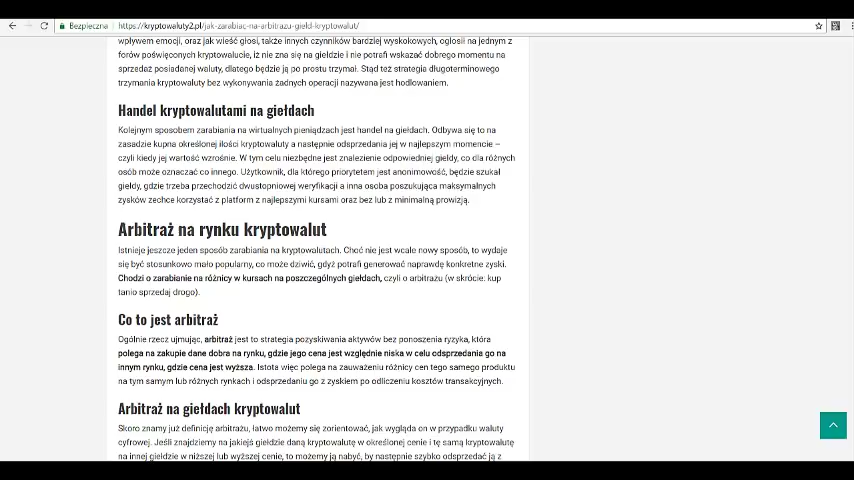 Bezpieczna
https://kryptowaluty2.pl/jak-zarabiac-na-arbitrazu-gield-kryptowalut/
wpływem emocji, oraz jak wieść głosi, także innych czynników bardziej wyskokowych, ogłosił na jednym z
forów poświęconych kryptowalucie, iż nie zna się na giełdzie i nie potrafi wskazać dobrego momentu na
sprzedaż posiadanej waluty, dlatego będzie ją po prostu trzymał. Stąd też strategia długoterminowego
trzymania kryptowaluty bez wykonywania żadnych operacji nazywana jest hodlowaniem.
Handel kryptowalutami na giełdach
Kolejnym sposobem zarabiania na wirtualnych pieniądzach jest handel na giełdach. Odbywa się to na
zasadzie kupna określonej ilości kryptowaluty a następnie odsprzedania jej w najlepszym momencie –
czyli kiedy jej wartość wzrośnie. W tym celu niezbędne jest znalezienie odpowiedniej giełdy, co dla różnych
osób może oznaczać co innego. Użytkownik, dla którego priorytetem jest anonimowość, będzie szukał
giełdy, gdzie trzeba przechodzić dwustopniowej weryfikacji a inna osoba poszukująca maksymalnych
zysków zechce korzystać z platform z najlepszymi kursami oraz bez lub z minimalną prowizją.
Arbitraż na rynku kryptowalut
Istnieje jeszcze jeden sposób zarabiania na kryptowalutach. Choć nie jest wcale nowy sposób, to wydaje
się być stosunkowo mało popularny, co może dziwić, gdyż potrafi generować naprawdę konkretne zyski.
Chodzi o zarabianie na różnicy w kursach na poszczególnych giełdach, czyli o arbitrażu (w skrócie: kup
tanio sprzedaj drogo).
Co to jest arbitraż
Ogólnie rzecz ujmując, arbitraż jest to strategia pozyskiwania aktywów bez ponoszenia ryzyka, która
polega na zakupie dane dobra na rynku, gdzie jego cena jest względnie niska w celu odsprzedania go na
innym rynku, gdzie cena jest wyższa. Istota więc polega na zauważeniu różnicy cen tego samego produktu
na tym samym lub różnych rynkach i odsprzedaniu go z zyskiem po odliczeniu kosztów transakcyjnych.
Arbitraż na giełdach kryptowalut
Skoro znamy już definicję arbitrażu, łatwo możemy się zorientować, jak wygląda on w przypadku waluty
cyfrowej. Jeśli znajdziemy na jakiejś giełdzie daną kryptowalutę w określonej cenie i tę samą kryptowalutę
na innej giełdzie w niższej lub wyższej cenie, to możemy ją nabyć, by następnie szybko odsprzedać ją z